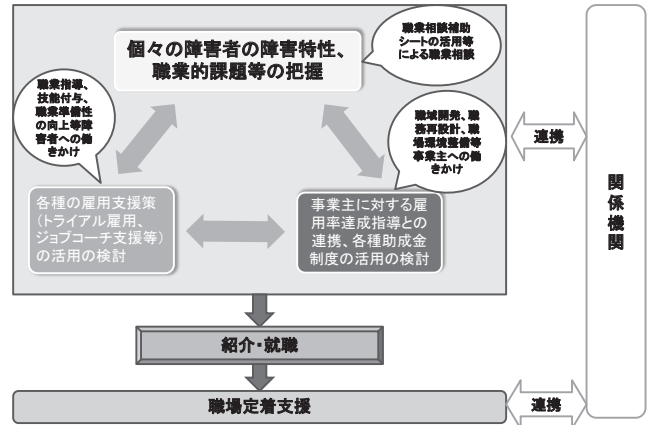 個々の障害者の障害特性、
職業的課題等の把握
職業相談補助
シートの活用等
による職業相談
職業指導、
技能付与、
職業準備性
の向上等障
害者への働
きかけ
職域開発、職
務再設計、職
場環境整備等
事業主への働
きかけ
各種の雇用支援策
(トライアル雇用、
ジョブコーチ支援等)
の活用の検討
事業主に対する雇
用率達成指導との
連携、各種助成金
制度の活用の検討
連携
関係機関
紹介・就職
職場定着支援
連携